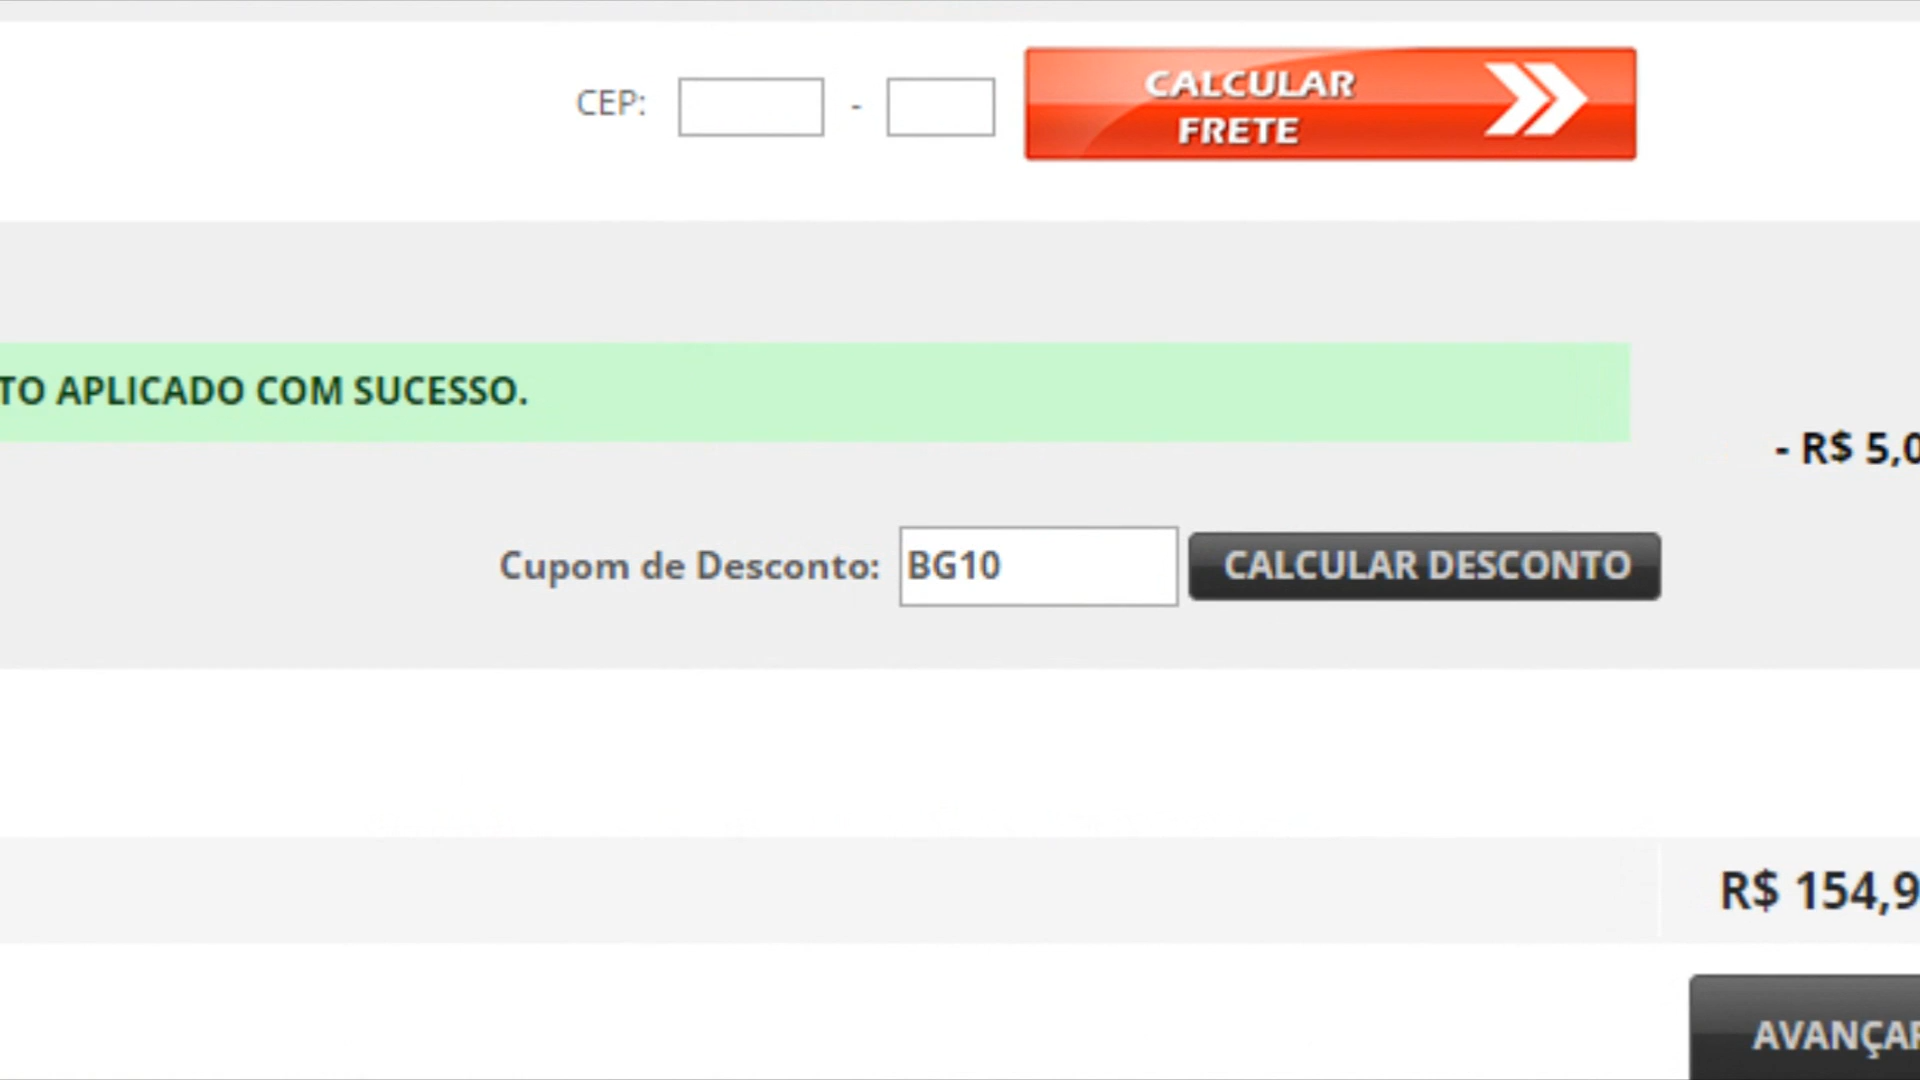 CEP: - CALCULAR
FRETE
TO APLICADO COM SUCESSO.
- R$ 5,0
Cupom de Desconto: BG10 CALCULAR DESCONTO
R$ 154,9
AVANÇAR